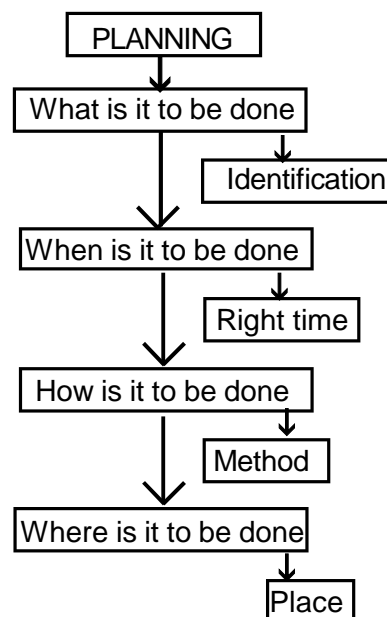 PLANNING
What is it to be done
Identification
When is it to be done
Right time
How is it to be done
Method
Where is it to be done
Place